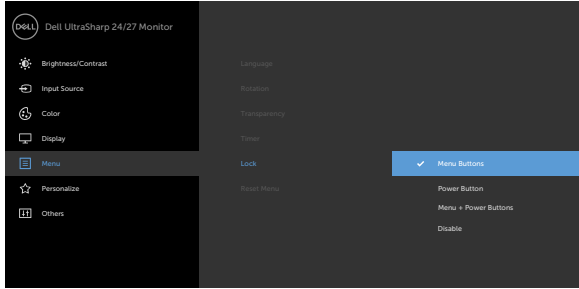 DELL
Dell UltraSharp 24/27 Monitor
Brightness/Contrast
Input Source
Color
Display
Menu
Personalize
Others
Language
Rotation
Transparency
Timer
Lock
Reset Menu
Menu Buttons
Power Button
Menu + Power Buttons
Disable